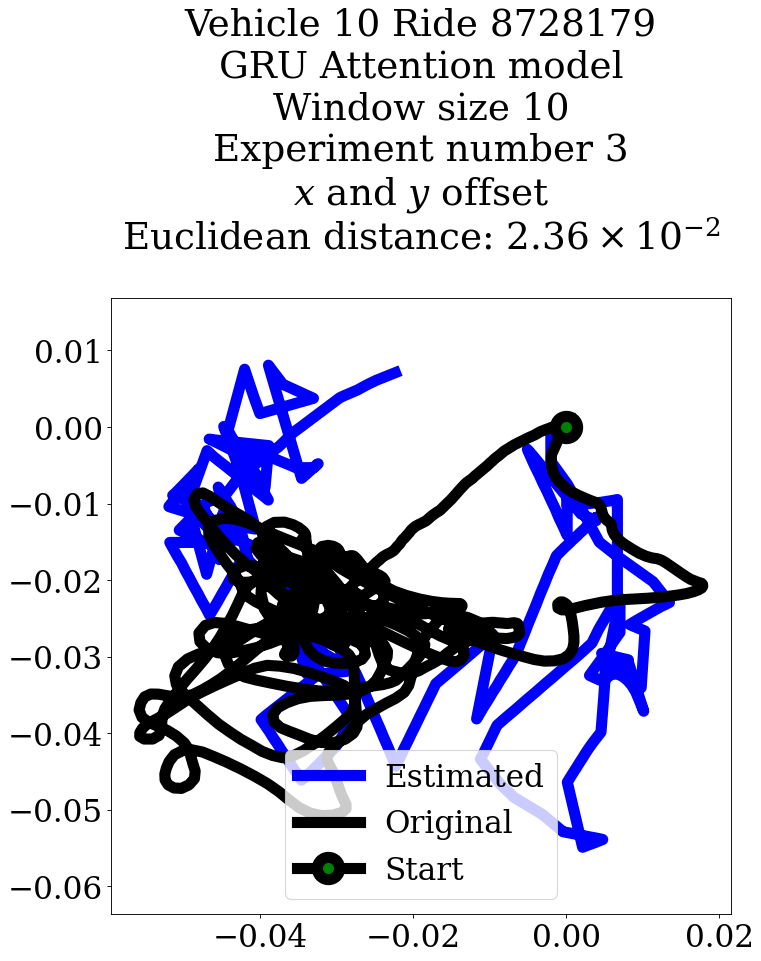 Vehicle 10 Ride 8728179
GRU Attention model
Window size 10
Experiment number 3
x and y offset
Euclidean distance: 2.36 × 10⁻²
0.01
0.00
−0.01
−0.02
−0.03
−0.04
−0.05
−0.06
Estimated
Original
Start
−0.04 −0.02 0.00 0.02